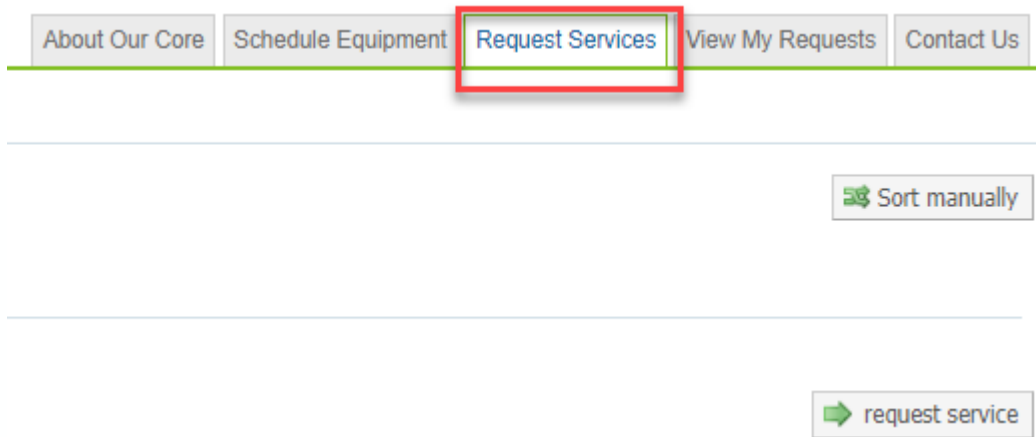 About Our Core Schedule Equipment Request Services View My Requests Contact Us
Sort manually
request service